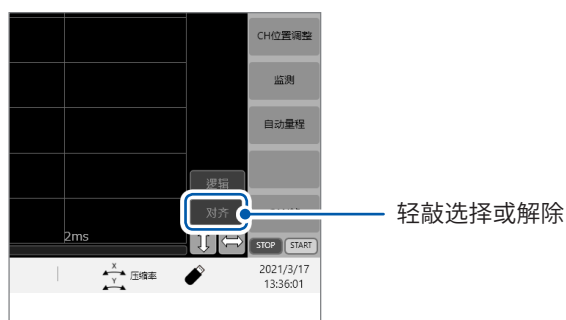 CH位置调整
监测
自动量程
逻辑
对齐
轻敲选择或解除
2ms
STOP
START
X
Y
压缩率
2021/3/17
13:36:01